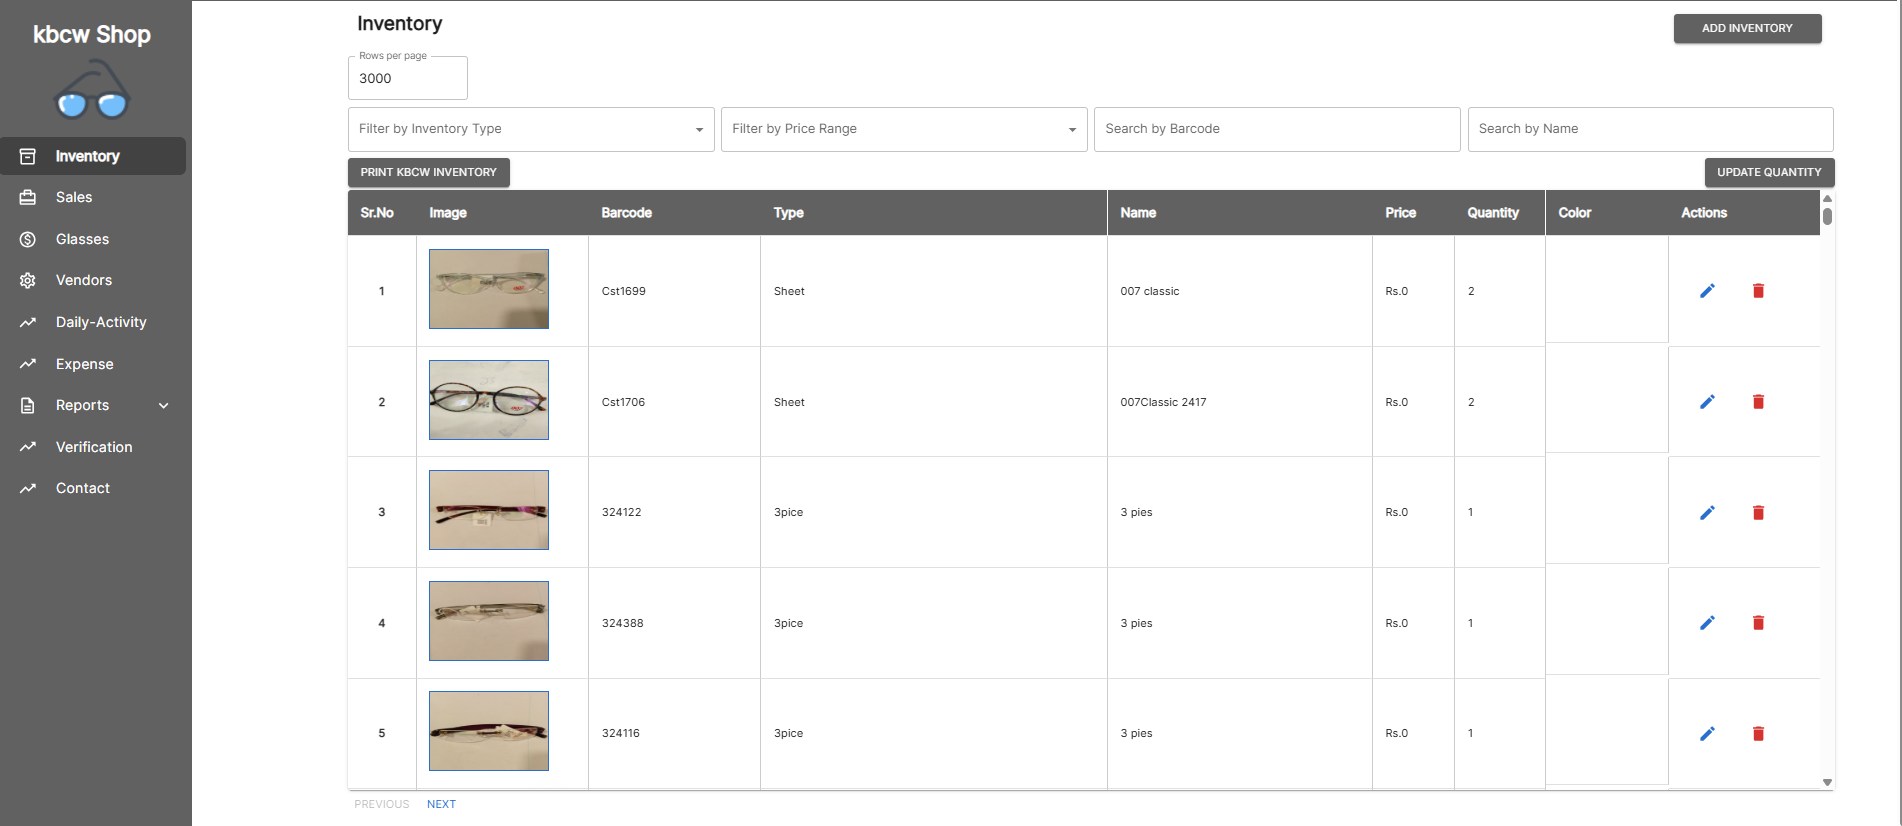 kbcw Shop
Inventory
Sales
Glasses
Vendors
Daily-Activity
Expense
Reports
Verification
Contact
Inventory
ADD INVENTORY
Rows per page
3000
Filter by Inventory Type
Filter by Price Range
Search by Barcode
Search by Name
PRINT KBCW INVENTORY
UPDATE QUANTITY
Sr.No Image Barcode Type Name Price Quantity Color Actions
1 Cst1699 Sheet 007 classic Rs.0 2
2 Cst1706 Sheet 007Classic 2417 Rs.0 2
3 324122 3pice 3 pies Rs.0 1
4 324388 3pice 3 pies Rs.0 1
5 324116 3pice 3 pies Rs.0 1
PREVIOUS NEXT